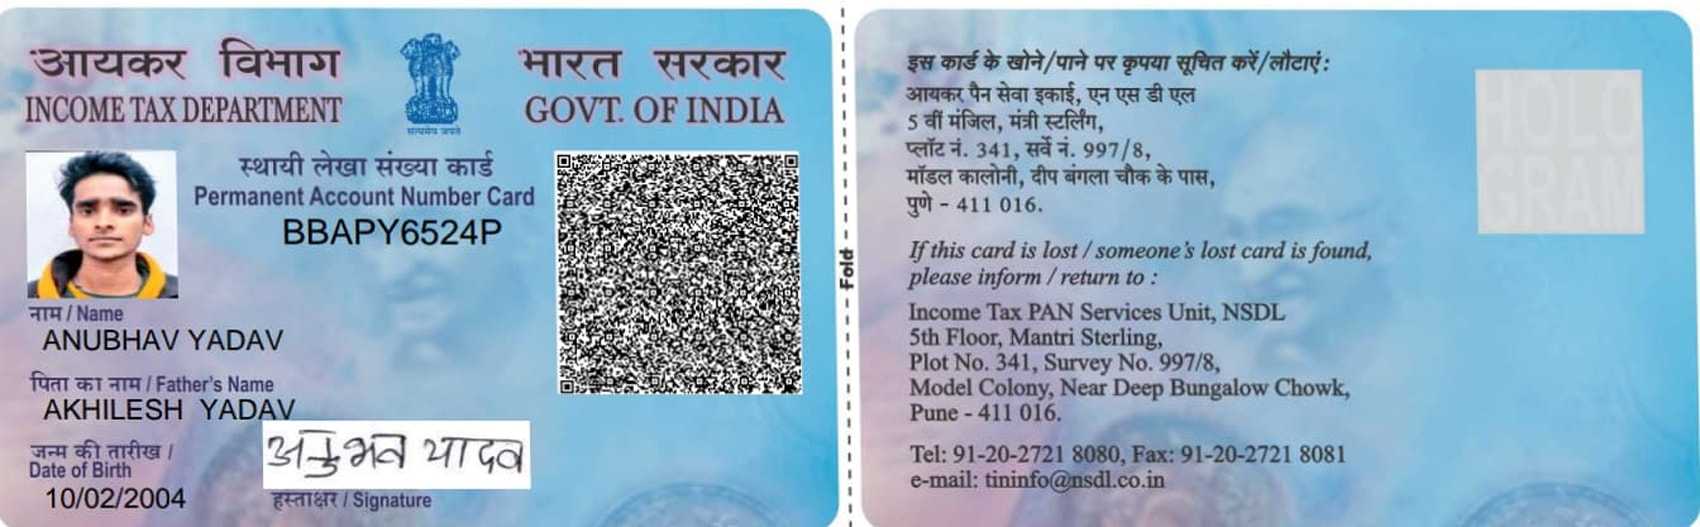 आयकर विभाग
INCOME TAX DEPARTMENT
सत्यमेव जयते
भारत सरकार
GOVT. OF INDIA
स्थायी लेखा संख्या कार्ड
Permanent Account Number Card
BBAPY6524P
नाम / Name
ANUBHAV YADAV
पिता का नाम / Father's Name
AKHILESH YADAV
जन्म की तारीख /
Date of Birth
10/02/2004
अनुभव यादव
हस्ताक्षर / Signature
Fold
इस कार्ड के खोने/पाने पर कृपया सूचित करें/लौटाएं :
आयकर पैन सेवा इकाई, एन एस डी एल
5 वीं मंजिल, मंत्री स्टर्लिंग,
प्लॉट नं. 341, सर्वे नं. 997/8,
मॉडल कालोनी, दीप बंगला चौक के पास,
पुणे - 411 016.
If this card is lost / someone's lost card is found,
please inform / return to :
Income Tax PAN Services Unit, NSDL
5th Floor, Mantri Sterling,
Plot No. 341, Survey No. 997/8,
Model Colony, Near Deep Bungalow Chowk,
Pune - 411 016.
Tel: 91-20-2721 8080, Fax: 91-20-2721 8081
e-mail: tininfo@nsdl.co.in
HOLO
GRAM